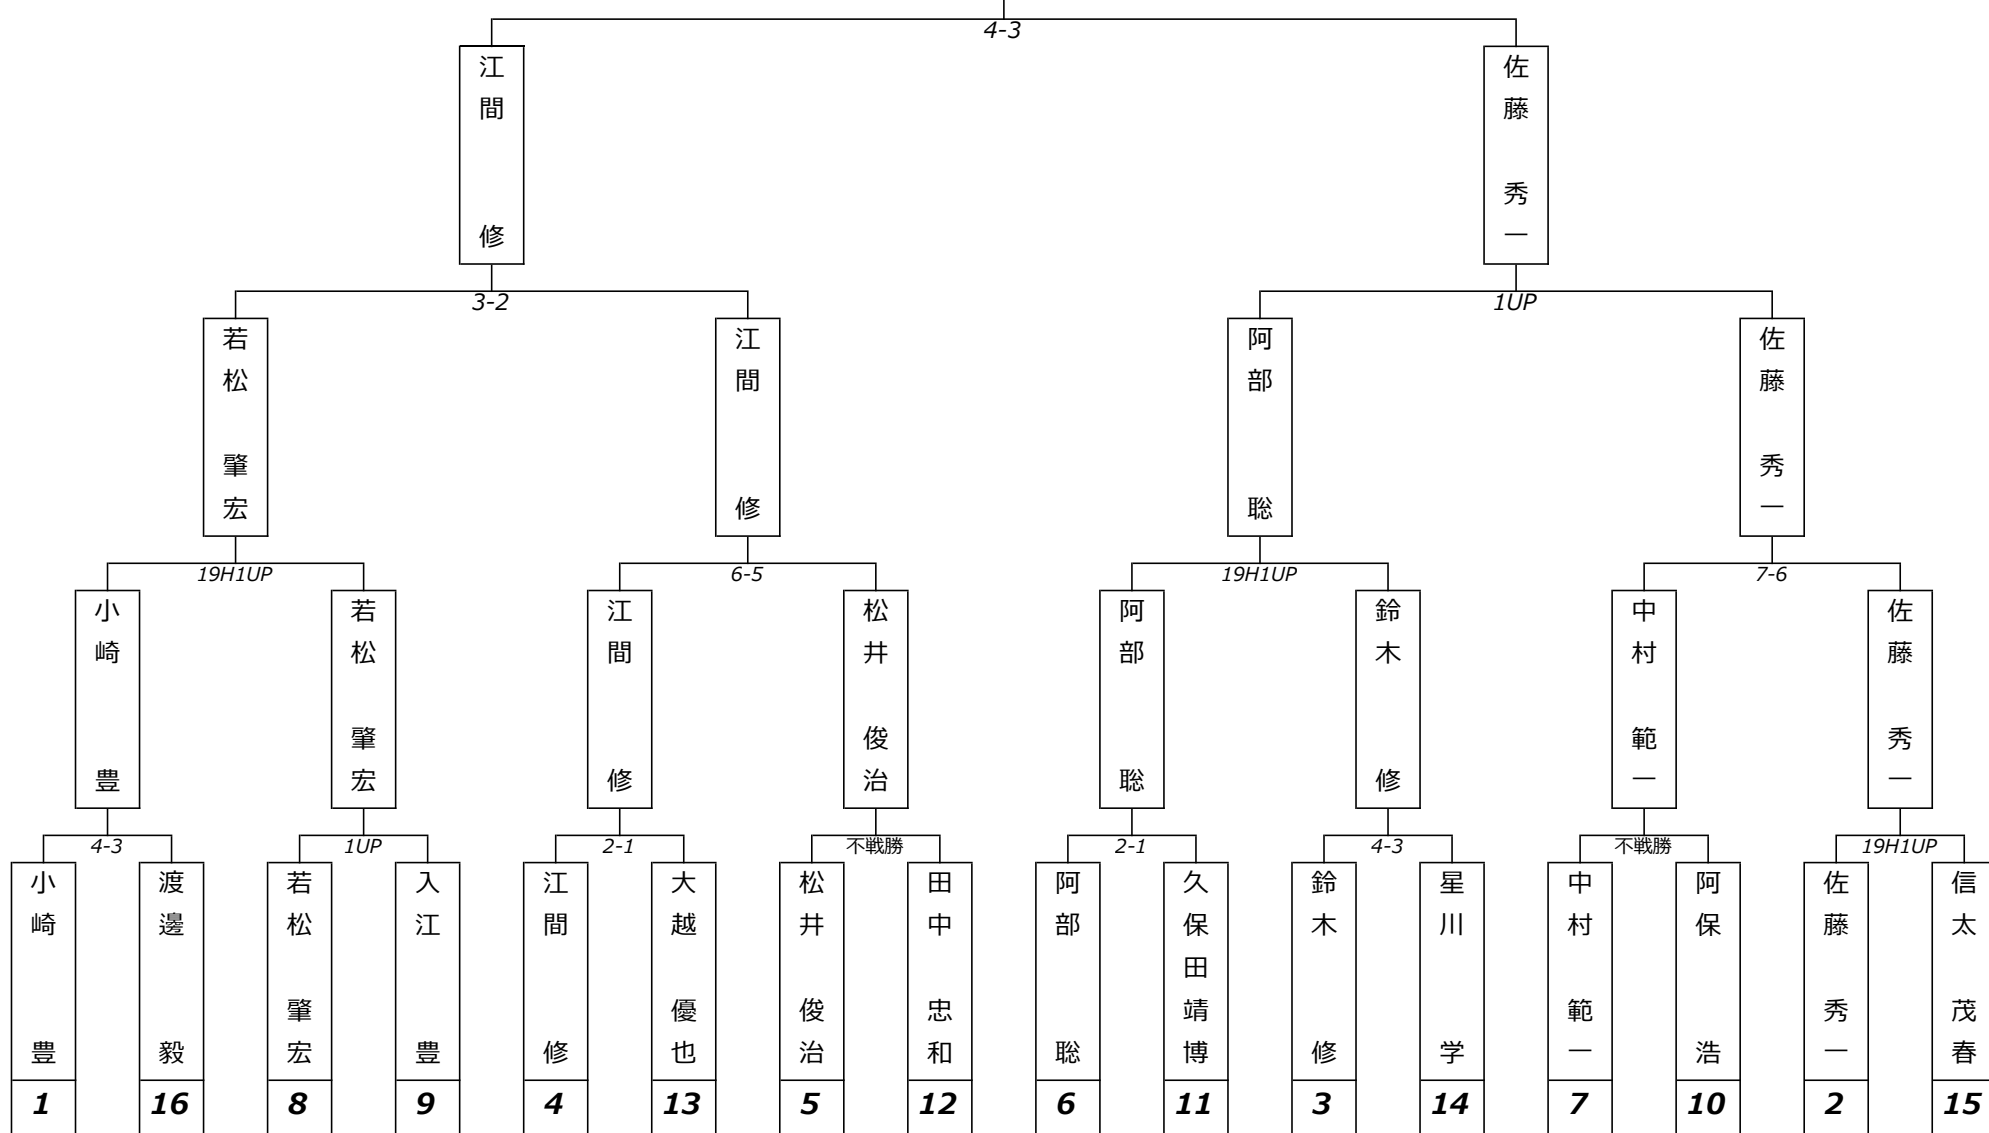 4-3
江間 修
佐藤 秀一
3-2
1UP
若松 肇宏
江間 修
阿部 聡
佐藤 秀一
19H1UP
6-5
19H1UP
7-6
小崎 豊
若松 肇宏
江間 修
松井 俊治
阿部 聡
鈴木 修
中村 範一
佐藤 秀一
4-3
1UP
2-1
不戦勝
2-1
4-3
不戦勝
19H1UP
小崎 豊
渡邊 毅
若松 肇宏
入江 豊
江間 修
大越 優也
松井 俊治
田中 忠和
阿部 聡
久保田靖博
鈴木 修
星川 学
中村 範一
阿保 浩
佐藤 秀一
信太 茂春
1
16
8
9
4
13
5
12
6
11
3
14
7
10
2
15